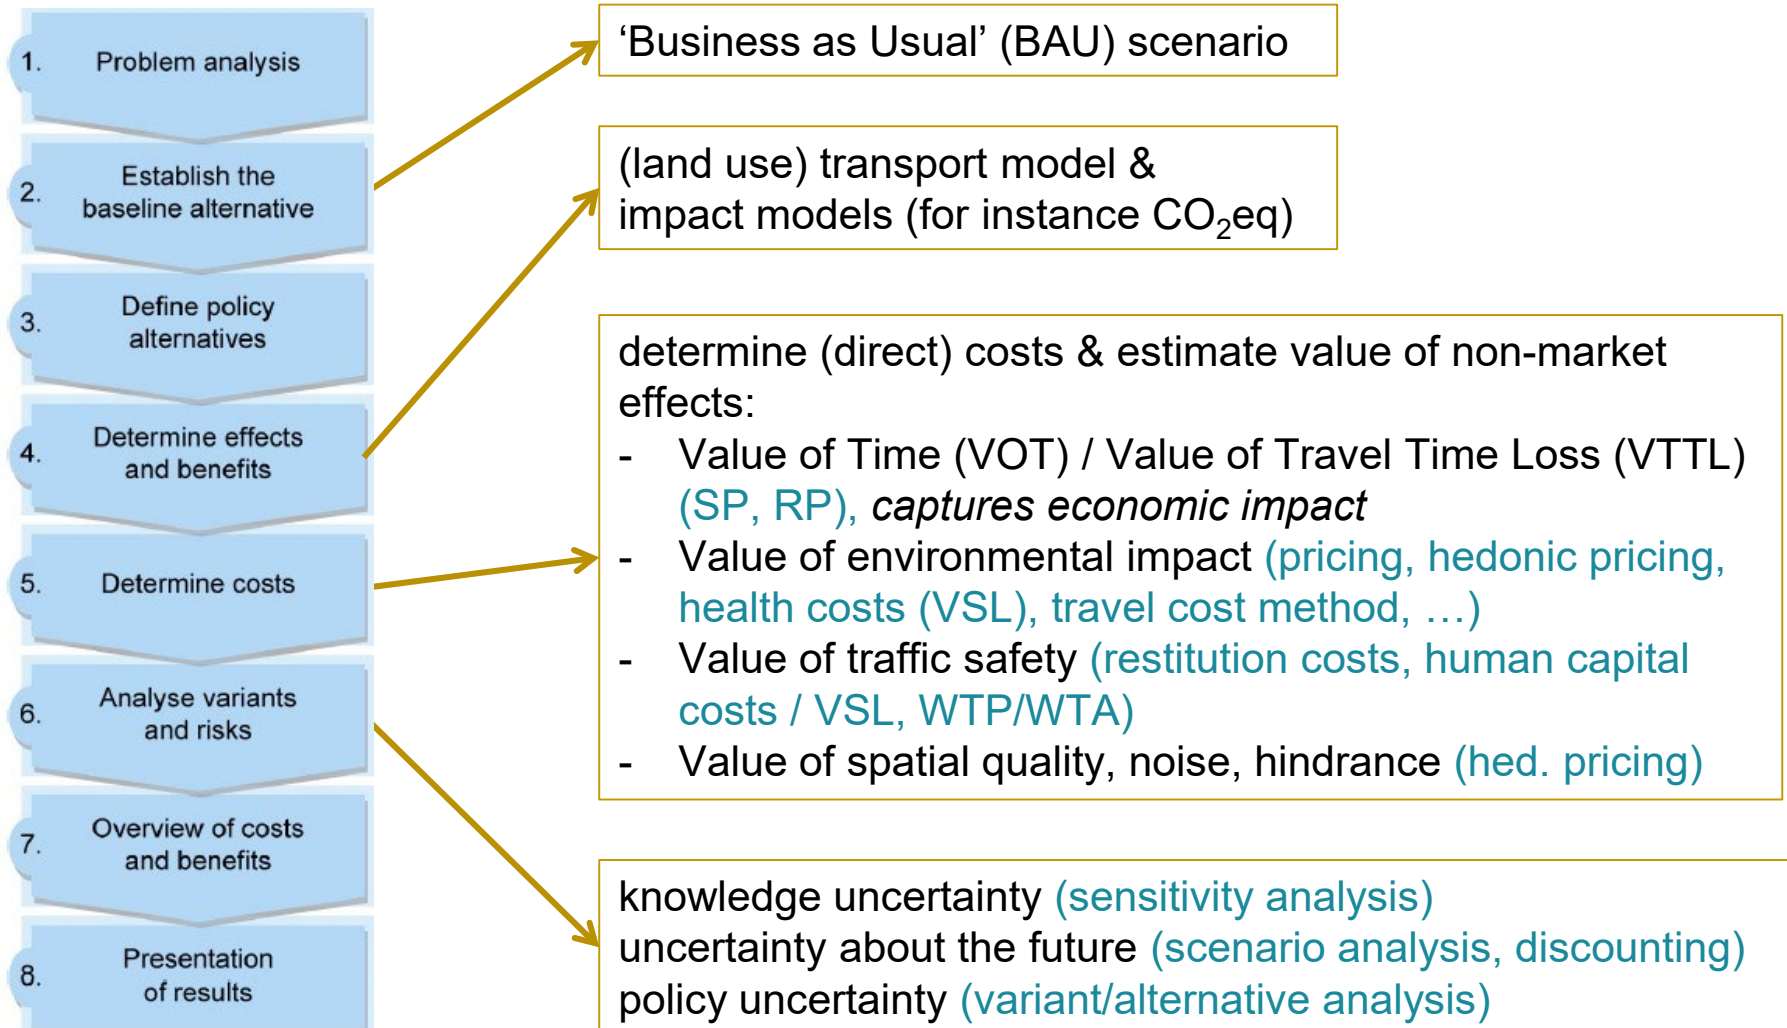 1. Problem analysis
2. Establish the
baseline alternative
3. Define policy
alternatives
4. Determine effects
and benefits
5. Determine costs
6. Analyse variants
and risks
7. Overview of costs
and benefits
8. Presentation
of results
‘Business as Usual’ (BAU) scenario
(land use) transport model &
impact models (for instance CO₂eq)
determine (direct) costs & estimate value of non-market
effects:
- Value of Time (VOT) / Value of Travel Time Loss (VTTL)
(SP, RP), captures economic impact
- Value of environmental impact (pricing, hedonic pricing,
health costs (VSL), travel cost method, …)
- Value of traffic safety (restitution costs, human capital
costs / VSL, WTP/WTA)
- Value of spatial quality, noise, hindrance (hed. pricing)
knowledge uncertainty (sensitivity analysis)
uncertainty about the future (scenario analysis, discounting)
policy uncertainty (variant/alternative analysis)